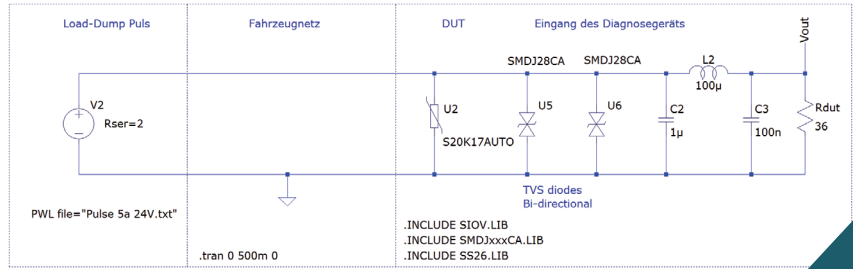 Load-Dump Puls
Fahrzeugnetz
DUT
Eingang des Diagnosegeräts
Vout
SMDJ28CA
SMDJ28CA
L2
100µ
V2
Rser=2
U2
S20K17AUTO
U5
U6
C2
1µ
C3
100n
Rdut
36
TVS diodes
Bi-directional
PWL file="Pulse 5a 24V.txt"
.tran 0 500m 0
.INCLUDE SIOV.LIB
.INCLUDE SMDJxxxCA.LIB
.INCLUDE SS26.LIB